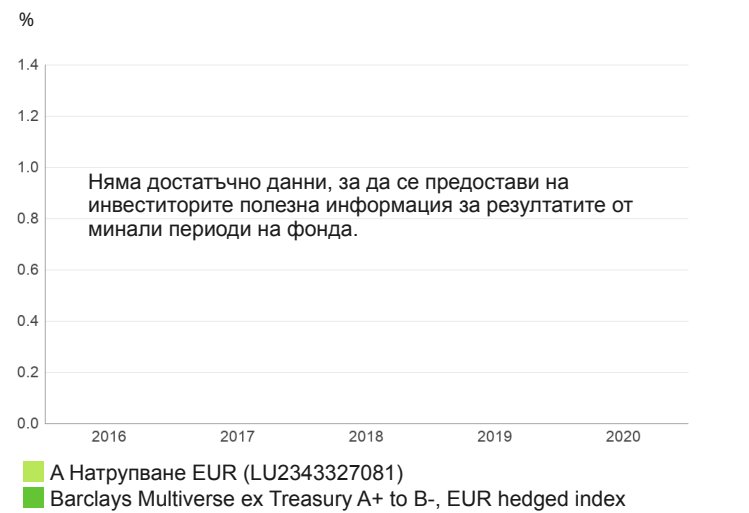 %
1.4
1.2
1.0
Няма достатъчно данни, за да се предостави на
инвеститорите полезна информация за резултатите от
0.8
минали периоди на фонда.
0.6
0.4
0.2
0.0
2016 2017 2018 2019 2020
А Натрупване EUR (LU2343327081)
Barclays Multiverse ex Treasury A+ to B-, EUR hedged index